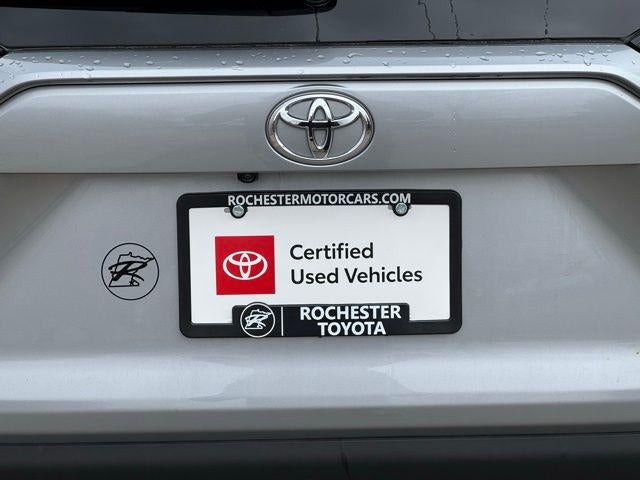 ROCHESTERMOTORCARS.COM
Certified
Used Vehicles
ROCHESTER
TOYOTA